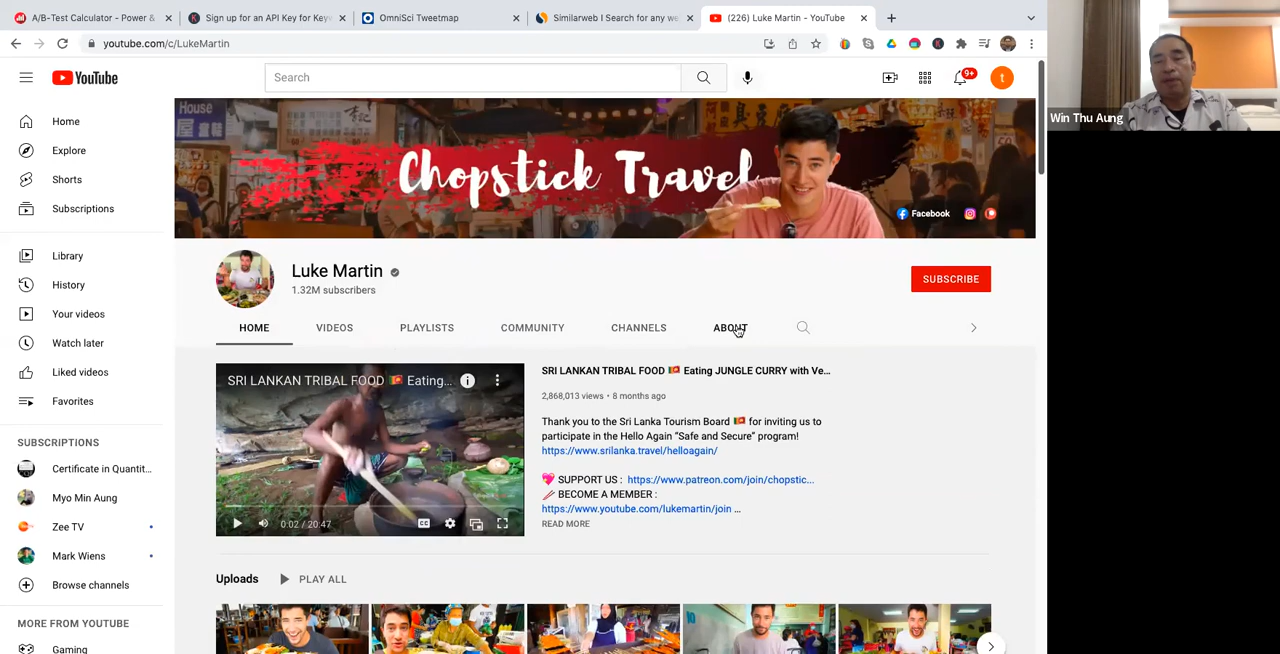 A/B-Test Calculator - Power &
Sign up for an API Key for Key
OmniSci Tweetmap
Similarweb | Search for any we
(226) Luke Martin - YouTube
youtube.com/c/LukeMartin
YouTube
Search
9+
t
Home
Explore
Shorts
Subscriptions
Library
History
Your videos
Watch later
Liked videos
Favorites
SUBSCRIPTIONS
Certificate in Quantit...
Myo Min Aung
Zee TV
Mark Wiens
Browse channels
MORE FROM YOUTUBE
Gaming
House
Chopstick Travel
Facebook
Luke Martin
1.32M subscribers
SUBSCRIBE
HOME
VIDEOS
PLAYLISTS
COMMUNITY
CHANNELS
ABOUT
SRI LANKAN TRIBAL FOOD 🇱🇰 Eating...
0:02 / 20:47
CC
SRI LANKAN TRIBAL FOOD 🇱🇰 Eating JUNGLE CURRY with Ve...
2,868,013 views • 8 months ago
Thank you to the Sri Lanka Tourism Board 🇱🇰 for inviting us to
participate in the Hello Again “Safe and Secure” program!
https://www.srilanka.travel/helloagain/
💖 SUPPORT US : https://www.patreon.com/join/chopstic...
🥢 BECOME A MEMBER :
https://www.youtube.com/lukemartin/join ...
READ MORE
Uploads
PLAY ALL
Win Thu Aung